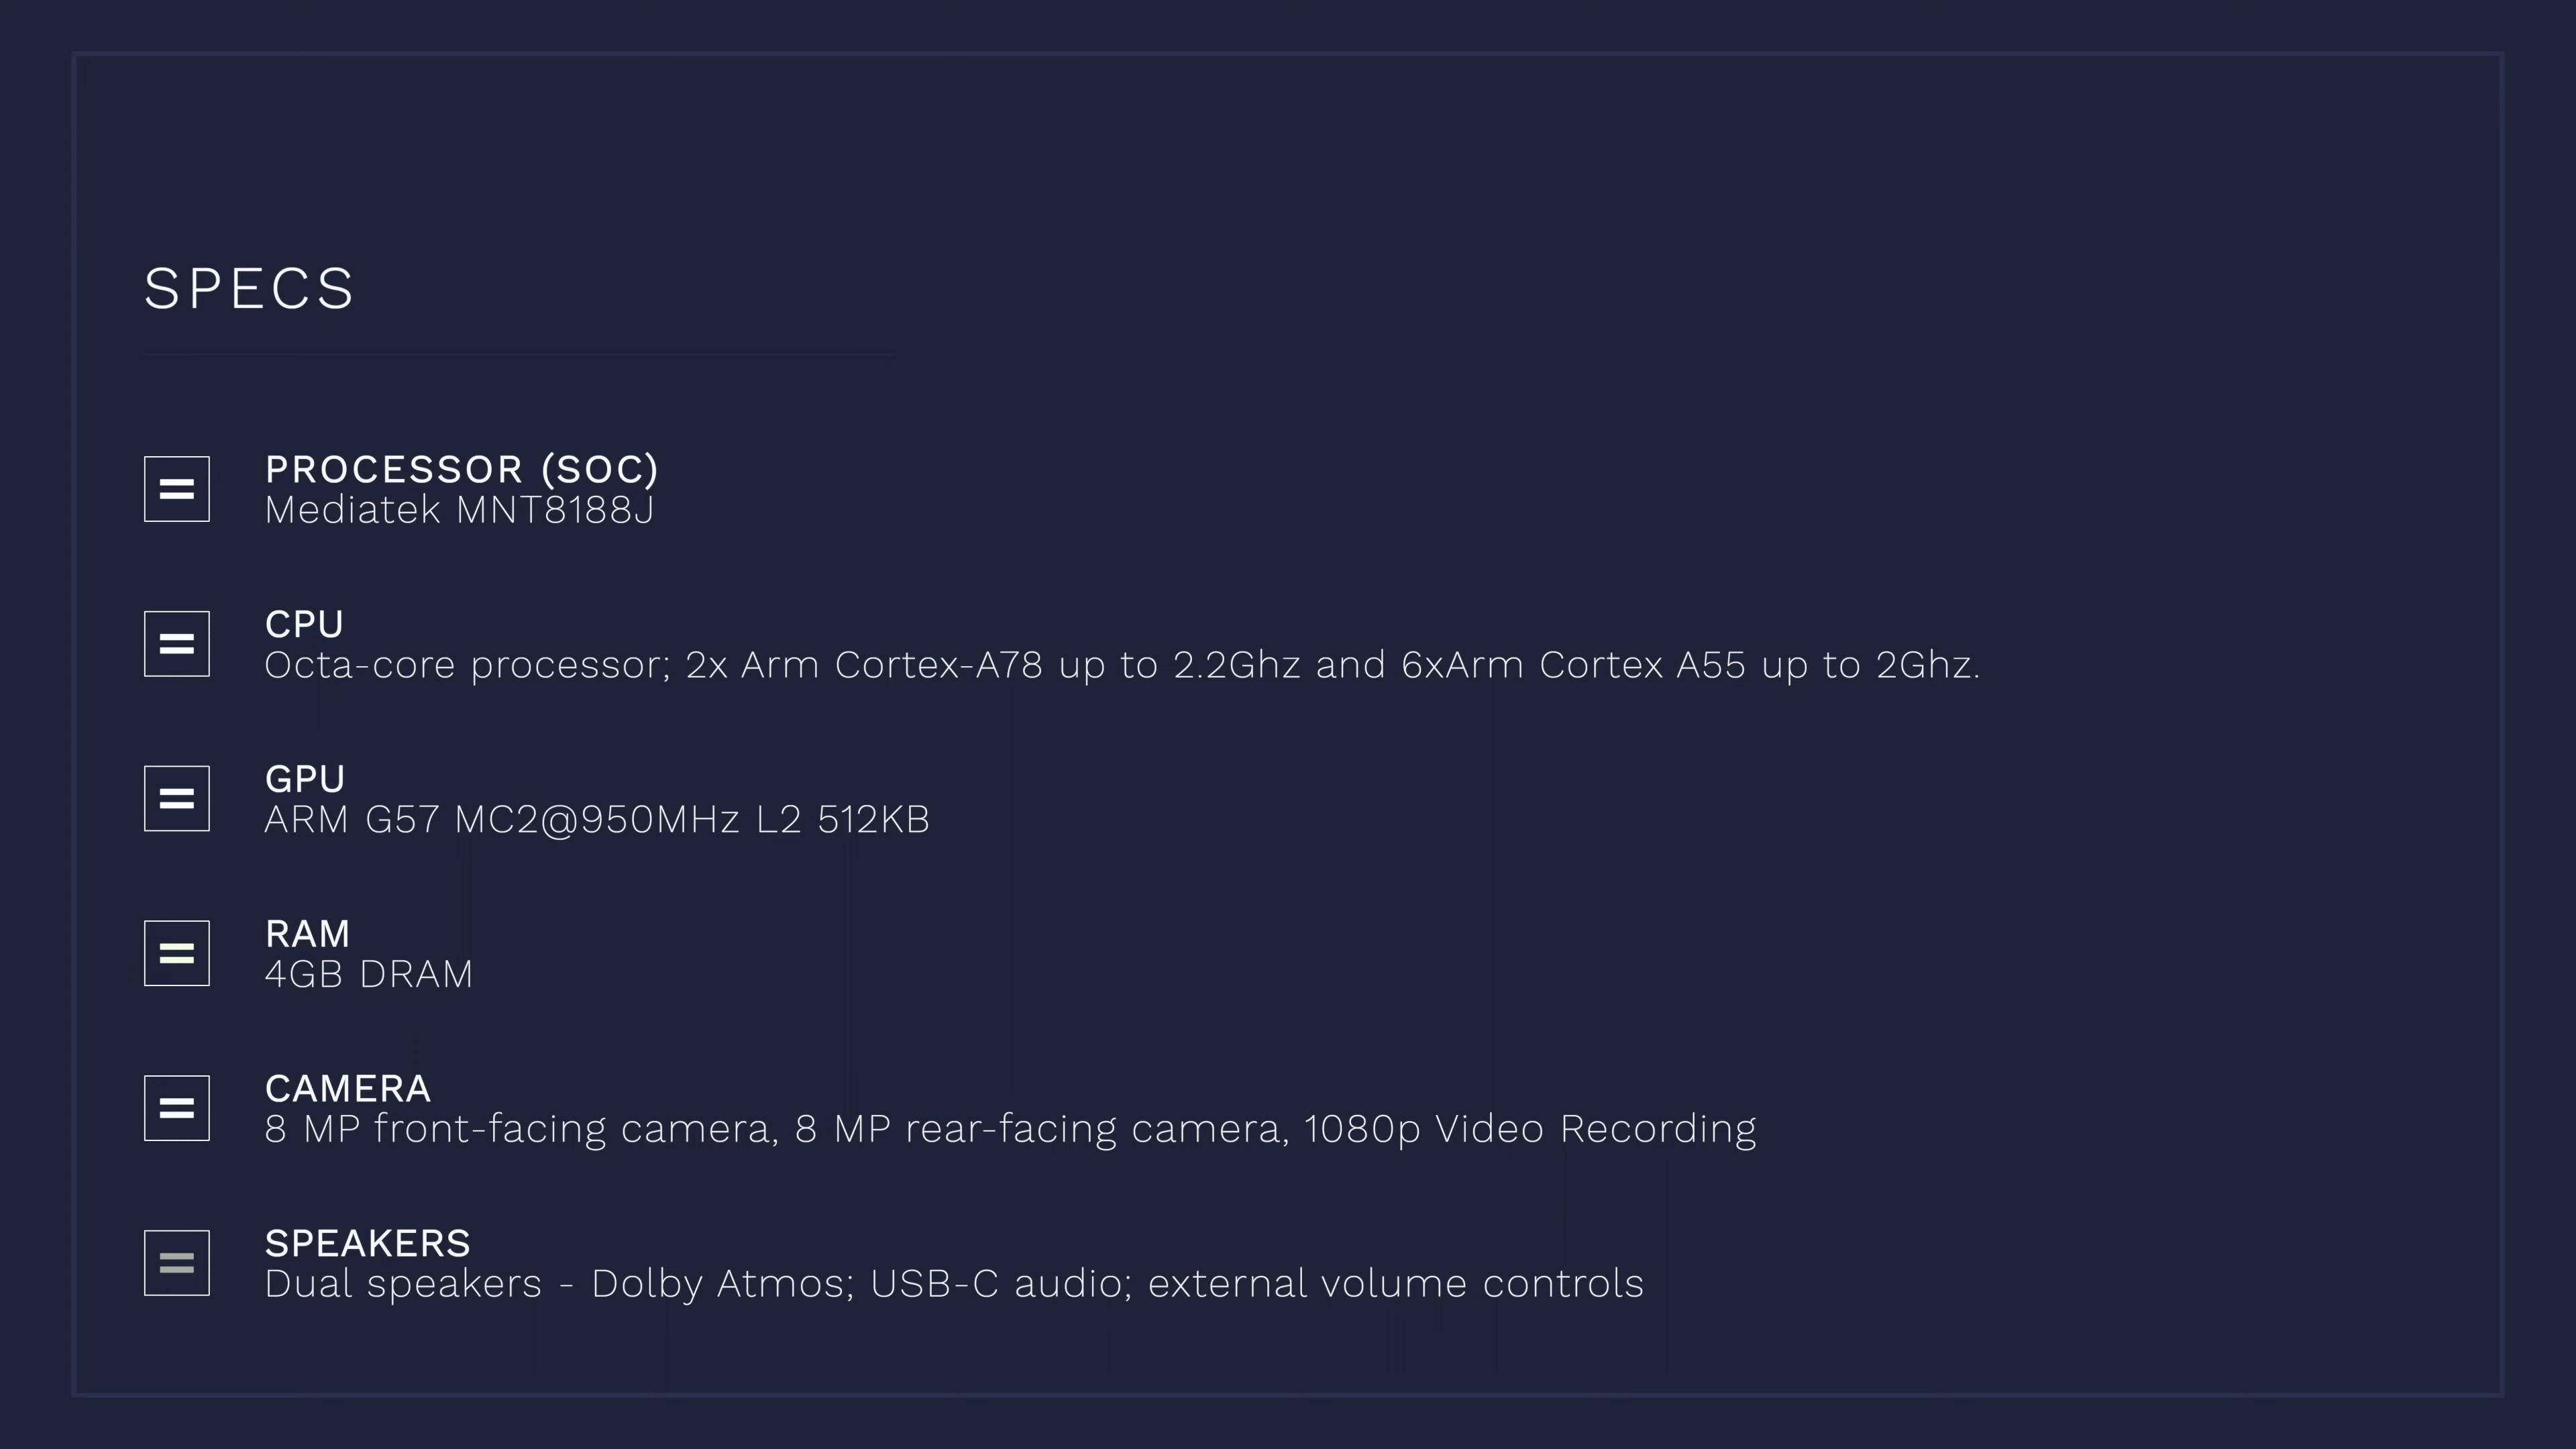 SPECS
PROCESSOR (SOC)
Mediatek MNT8188J
CPU
Octa-core processor; 2x Arm Cortex-A78 up to 2.2Ghz and 6xArm Cortex A55 up to 2Ghz.
GPU
ARM G57 MC2@950MHz L2 512KB
RAM
4GB DRAM
CAMERA
8 MP front-facing camera, 8 MP rear-facing camera, 1080p Video Recording
SPEAKERS
Dual speakers - Dolby Atmos; USB-C audio; external volume controls